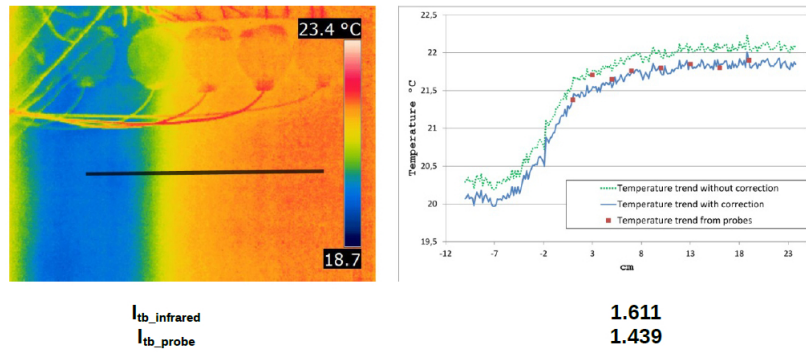 23.4 °C
18.7
22,5
22
21,5
21
20,5
20
19,5
Temperature °C
-12 -7 -2 3 8 13 18 23
cm
Temperature trend without correction
Temperature trend with correction
Temperature trend from probes
Itb_infrared 1.611
Itb_probe 1.439